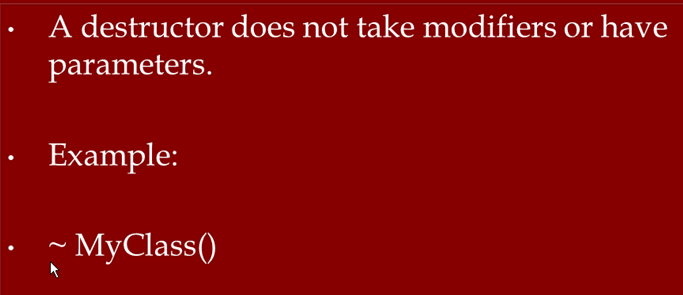 • A destructor does not take modifiers or have
parameters.
• Example:
• ~ MyClass()